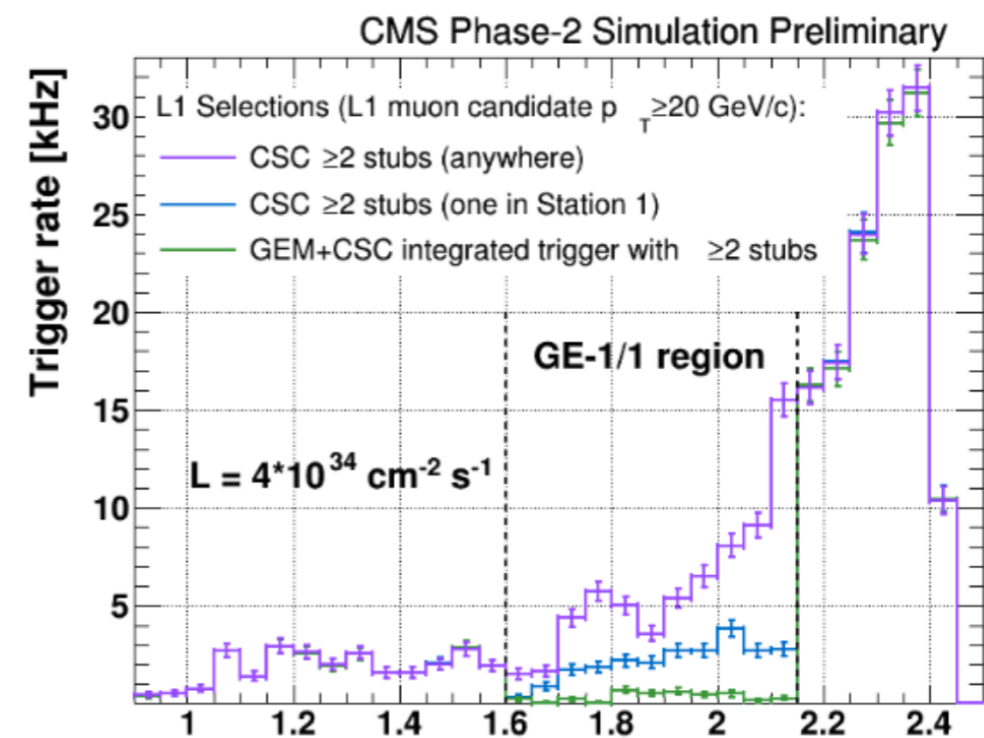 CMS Phase-2 Simulation Preliminary
Trigger rate [kHz]
L1 Selections (L1 muon candidate p T ≥20 GeV/c):
CSC ≥2 stubs (anywhere)
CSC ≥2 stubs (one in Station 1)
GEM+CSC integrated trigger with ≥2 stubs
GE-1/1 region
L = 4*10³⁴ cm⁻² s⁻¹
30
25
20
15
10
5
1 1.2 1.4 1.6 1.8 2 2.2 2.4